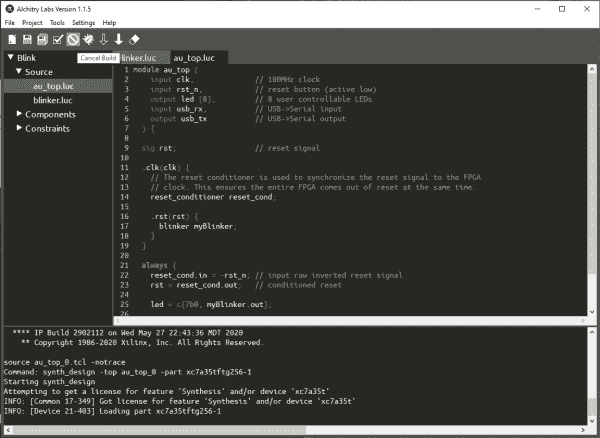 Alchitry Labs Version 1.1.5
File Project Tools Settings Help
Cancel Build
Blink
Source
au_top.luc
blinker.luc
Components
Constraints
blinker.luc au_top.luc
1 module au_top (
2 input clk, // 100MHz clock
3 input rst_n, // reset button (active low)
4 output led [8], // 8 user controllable LEDs
5 input usb_rx, // USB->Serial input
6 output usb_tx // USB->Serial output
7 ) {
8
9 sig rst; // reset signal
10
11 .clk(clk) {
12 // The reset conditioner is used to synchronize the reset signal to the FPGA
13 // clock. This ensures the entire FPGA comes out of reset at the same time.
14 reset_conditioner reset_cond;
15
16 .rst(rst) {
17 blinker myBlinker;
18 }
19 }
20
21 always {
22 reset_cond.in = ~rst_n; // input raw inverted reset signal
23 rst = reset_cond.out; // conditioned reset
24
25 led = c{7b0, myBlinker.out};
26
**** IP Build 2902112 on Wed May 27 22:43:36 MDT 2020
** Copyright 1986-2020 Xilinx, Inc. All Rights Reserved.
source au_top_0.tcl -notrace
Command: synth_design -top au_top_0 -part xc7a35tftg256-1
Starting synth_design
Attempting to get a license for feature 'Synthesis' and/or device 'xc7a35t'
INFO: [Common 17-349] Got license for feature 'Synthesis' and/or device 'xc7a35t'
INFO: [Device 21-403] Loading part xc7a35tftg256-1